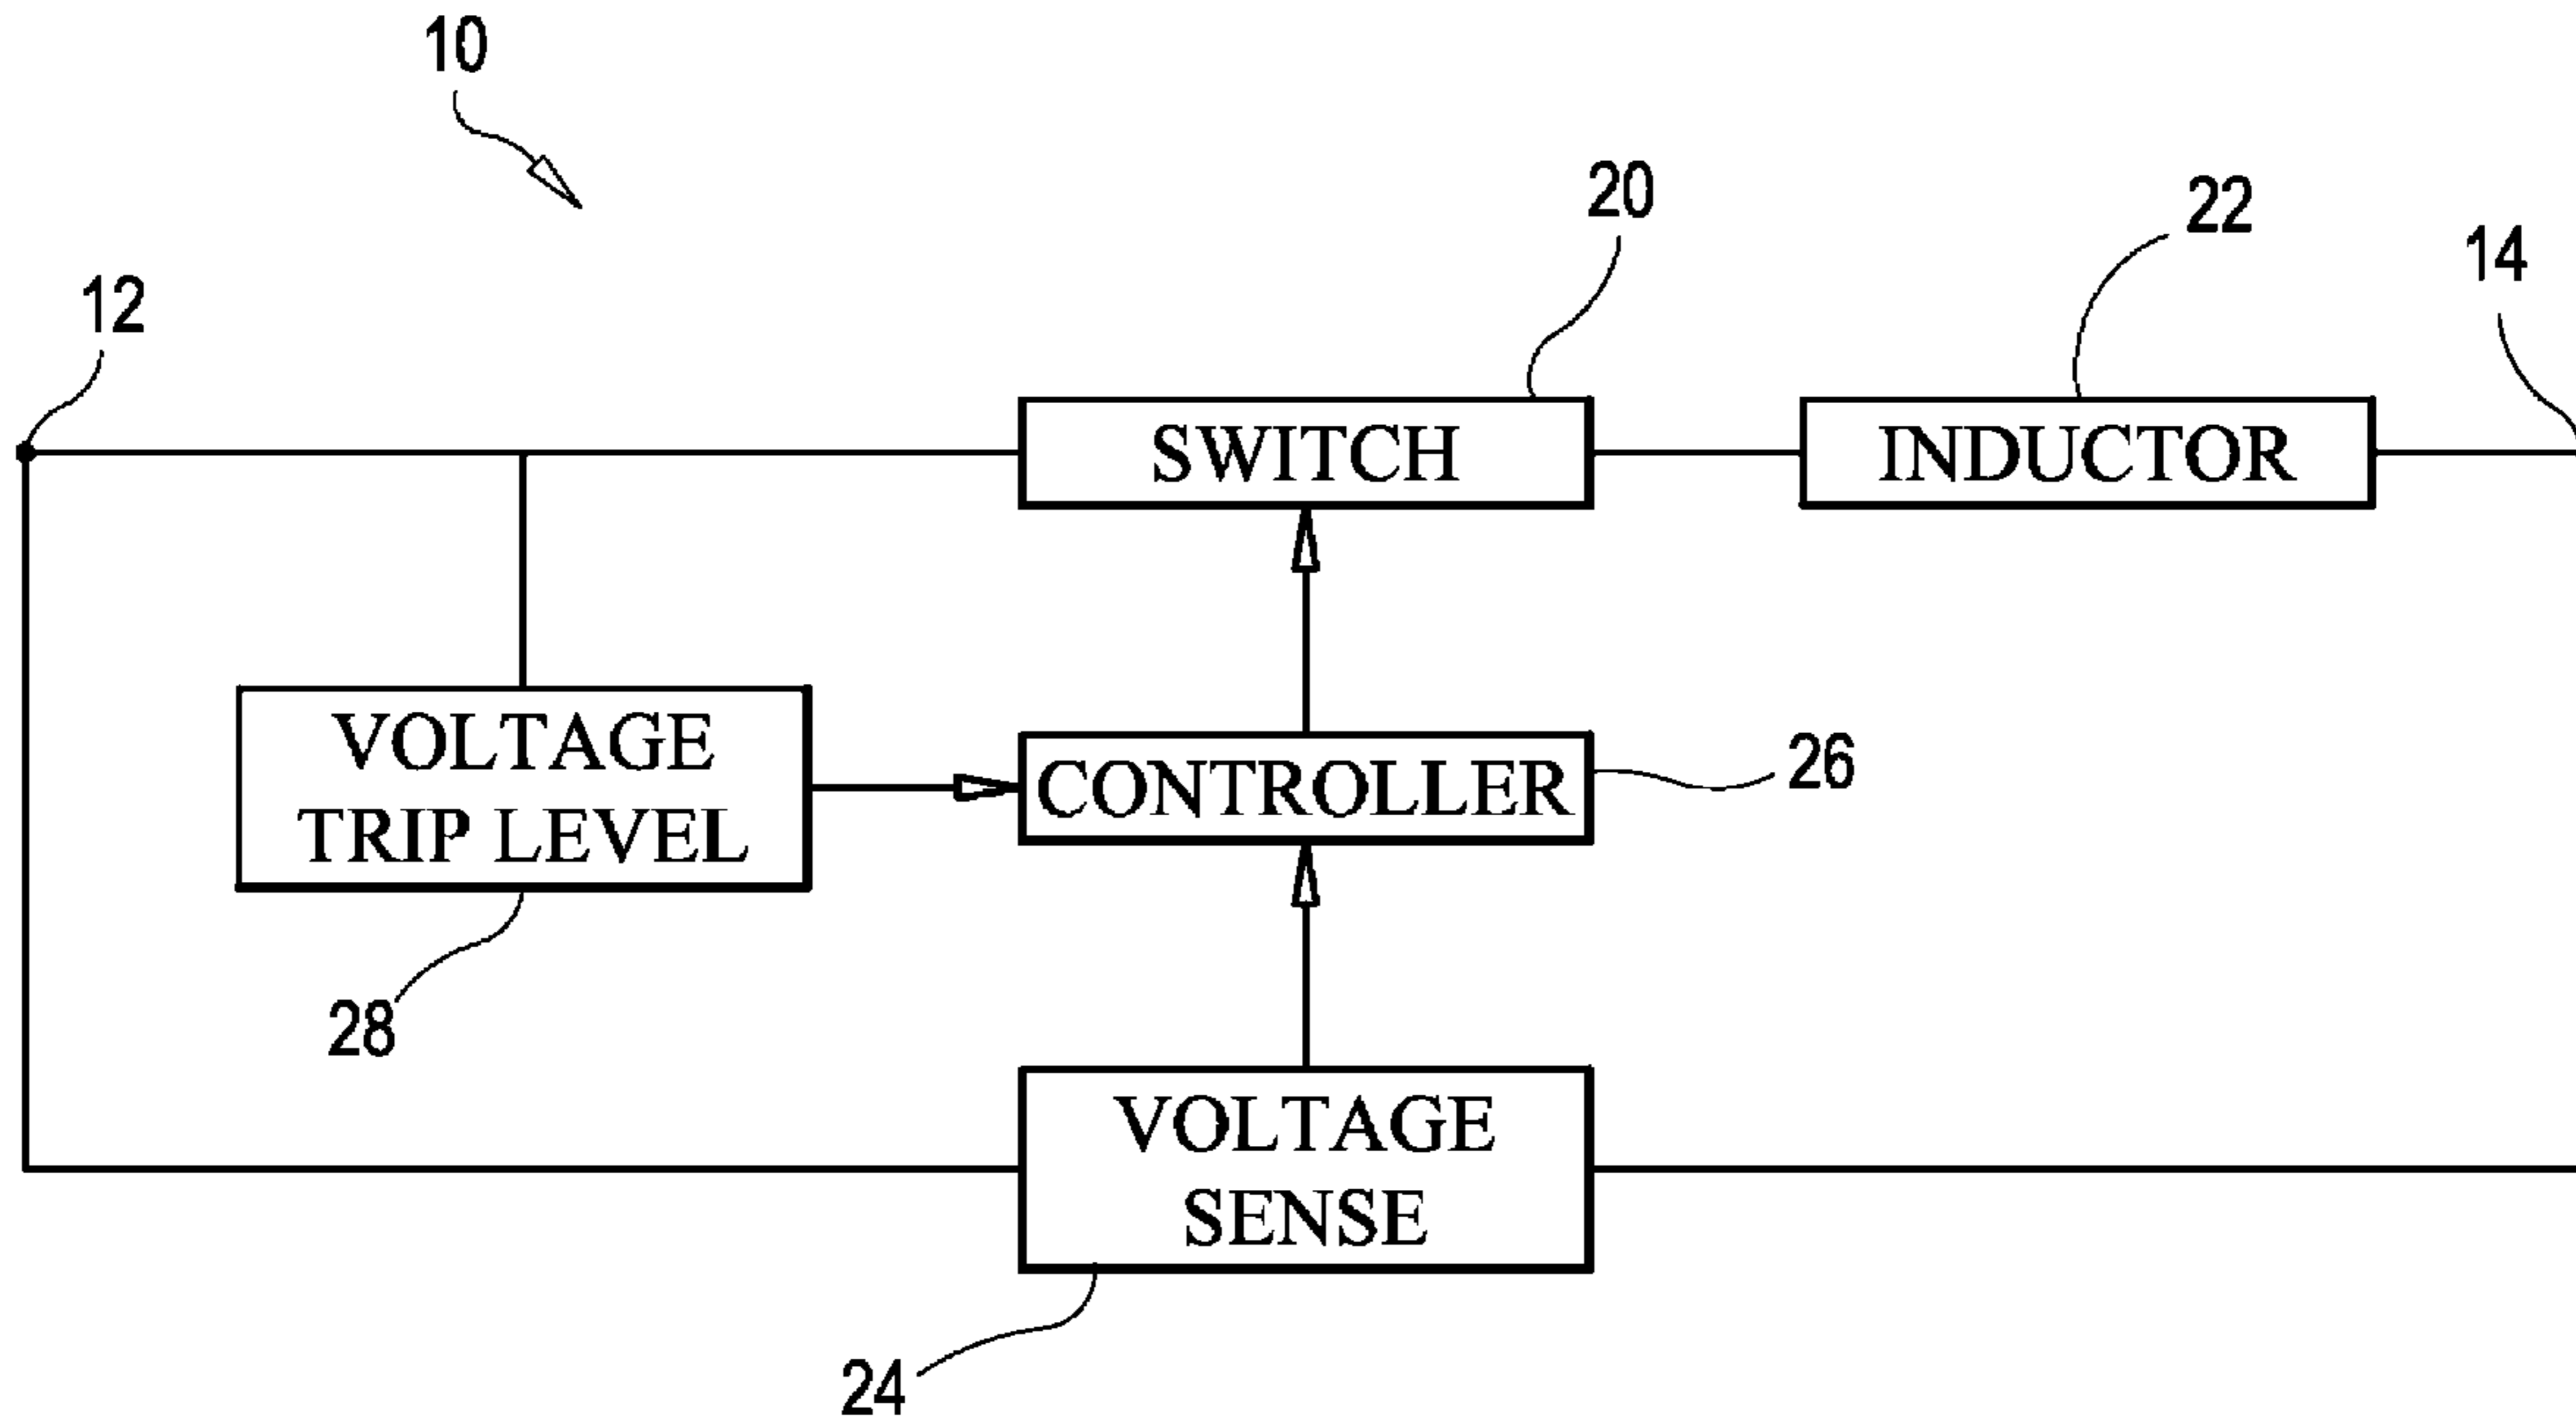 10
20
22
14
12
SWITCH
INDUCTOR
VOLTAGE
TRIP LEVEL
CONTROLLER
26
28
VOLTAGE
SENSE
24